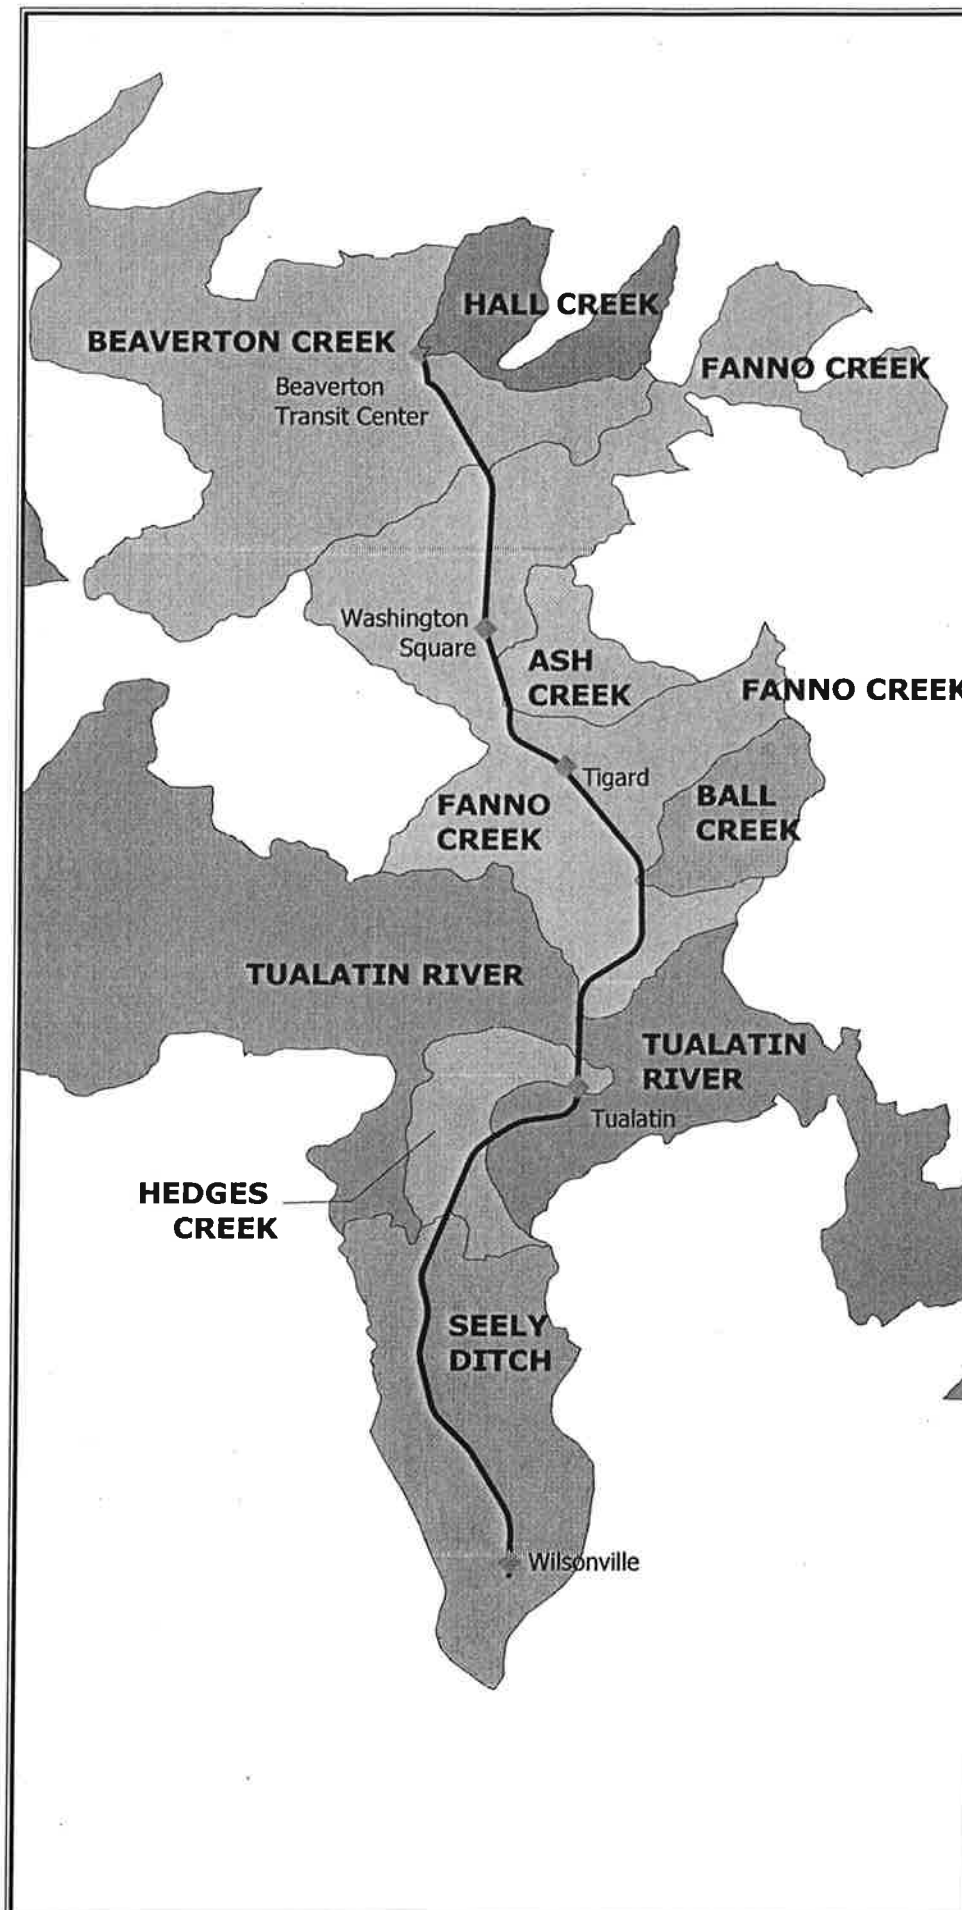 HALL CREEK
BEAVERTON CREEK
FANNO CREEK
Beaverton
Transit Center
Washington
Square
ASH
CREEK
FANNO CREEK
Tigard
FANNO
CREEK
BALL
CREEK
TUALATIN RIVER
TUALATIN
RIVER
Tualatin
HEDGES
CREEK
SEELY
DITCH
Wilsonville